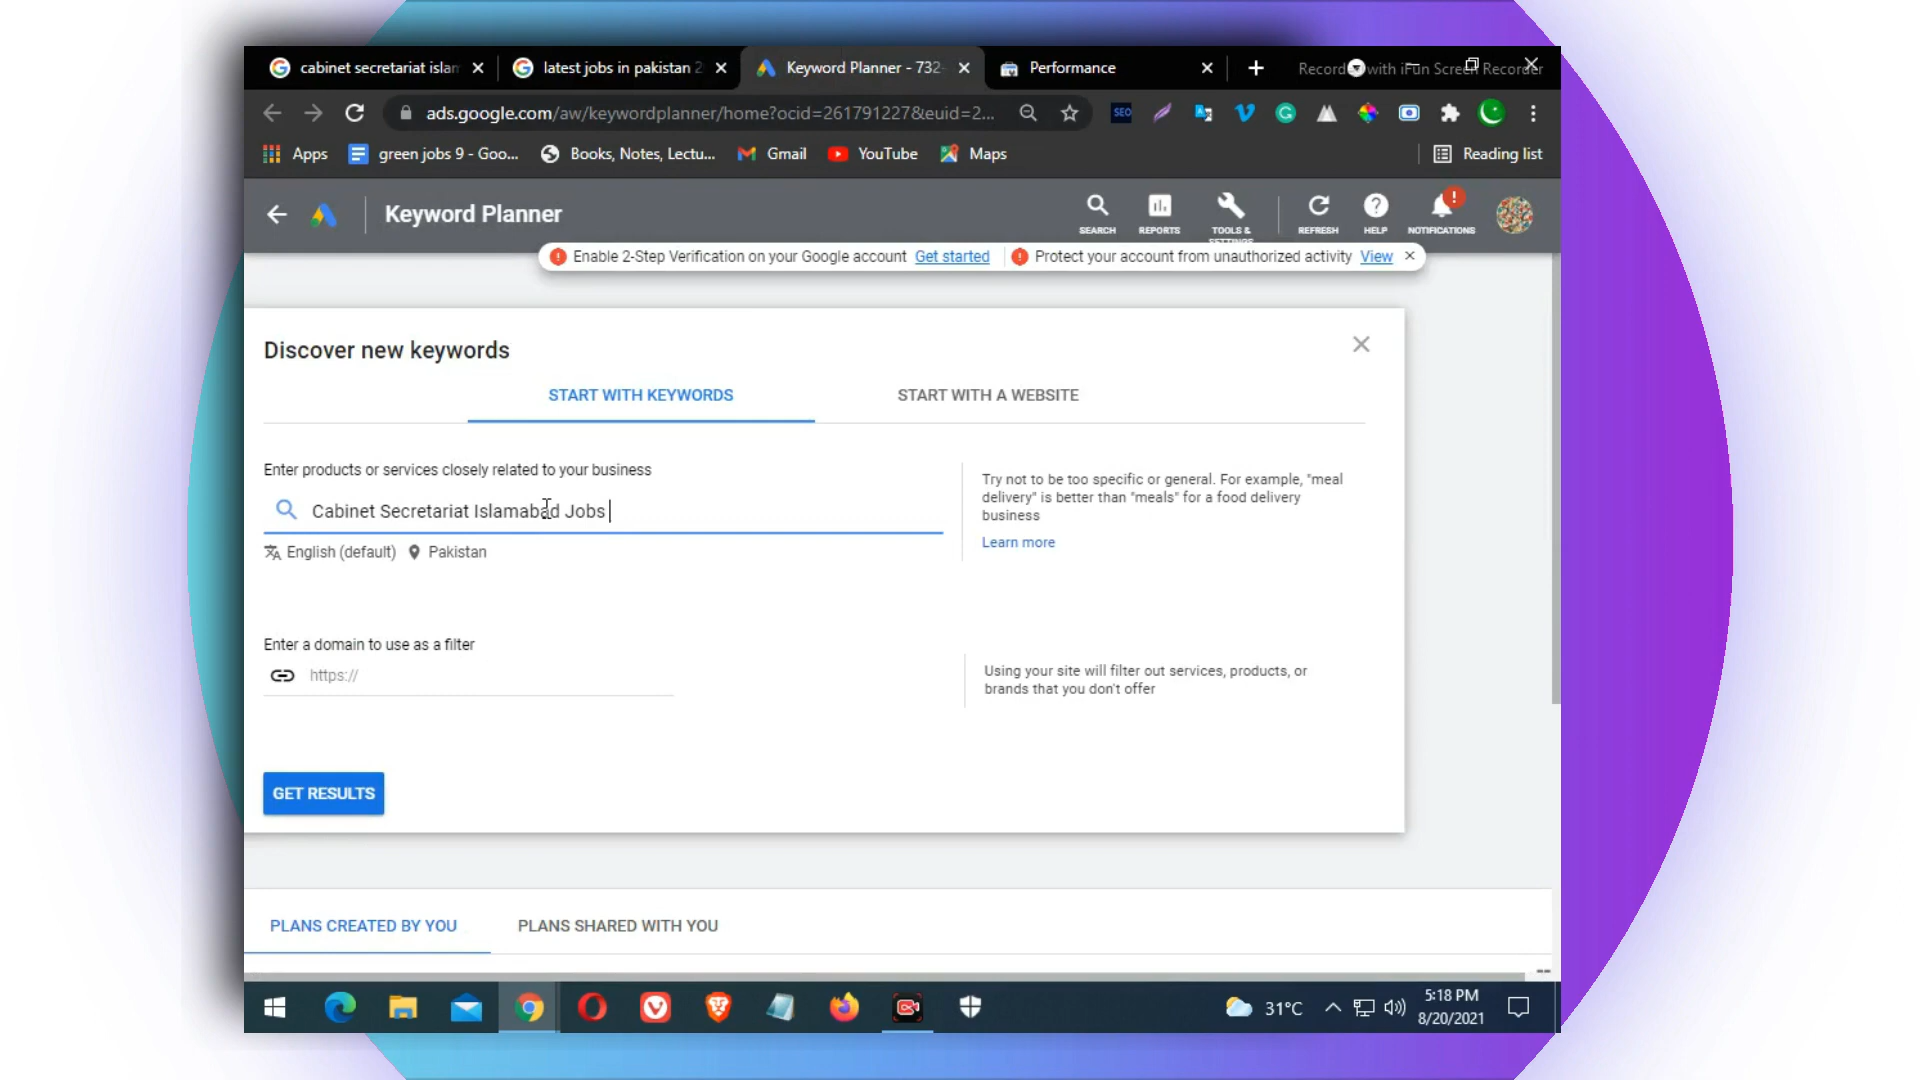 cabinet secretariat islam
latest jobs in pakistan 2
Keyword Planner - 732-
Performance
Recorded with iFun Screen Recorder
ads.google.com/aw/keywordplanner/home?ocid=261791227&euid=2...
SEO
Apps
green jobs 9 - Goo...
Books, Notes, Lectu...
Gmail
YouTube
Maps
Reading list
Keyword Planner
SEARCH
REPORTS
TOOLS &
SETTINGS
REFRESH
HELP
NOTIFICATIONS
Enable 2-Step Verification on your Google account Get started
Protect your account from unauthorized activity View
Discover new keywords
START WITH KEYWORDS
START WITH A WEBSITE
Enter products or services closely related to your business
Cabinet Secretariat Islamabad Jobs
English (default) Pakistan
Try not to be too specific or general. For example, "meal
delivery" is better than "meals" for a food delivery
business
Learn more
Enter a domain to use as a filter
https://
Using your site will filter out services, products, or
brands that you don't offer
GET RESULTS
PLANS CREATED BY YOU
PLANS SHARED WITH YOU
31°C
5:18 PM
8/20/2021